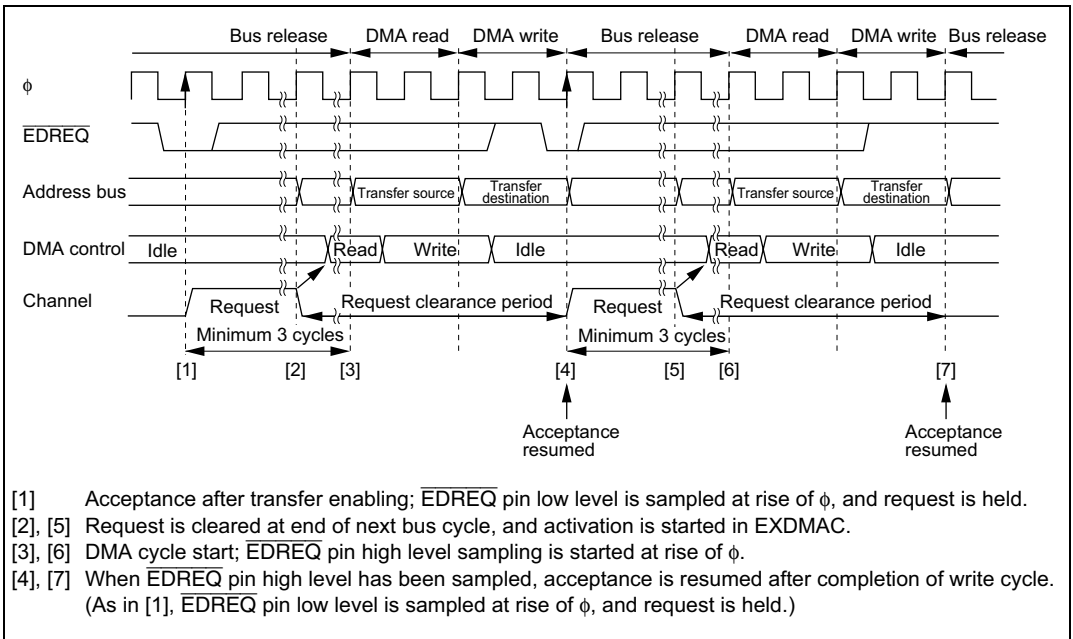 Bus release DMA read DMA write Bus release DMA read DMA write Bus release
φ
EDREQ
Address bus Transfer source Transfer destination Transfer source Transfer destination
DMA control Idle Read Write Idle Read Write Idle
Channel Request Request clearance period Request Request clearance period
Minimum 3 cycles Minimum 3 cycles
[1] [2] [3] [4] [5] [6] [7]
Acceptance resumed Acceptance resumed
[1] Acceptance after transfer enabling; EDREQ pin low level is sampled at rise of φ, and request is held.
[2], [5] Request is cleared at end of next bus cycle, and activation is started in EXDMAC.
[3], [6] DMA cycle start; EDREQ pin high level sampling is started at rise of φ.
[4], [7] When EDREQ pin high level has been sampled, acceptance is resumed after completion of write cycle.
(As in [1], EDREQ pin low level is sampled at rise of φ, and request is held.)